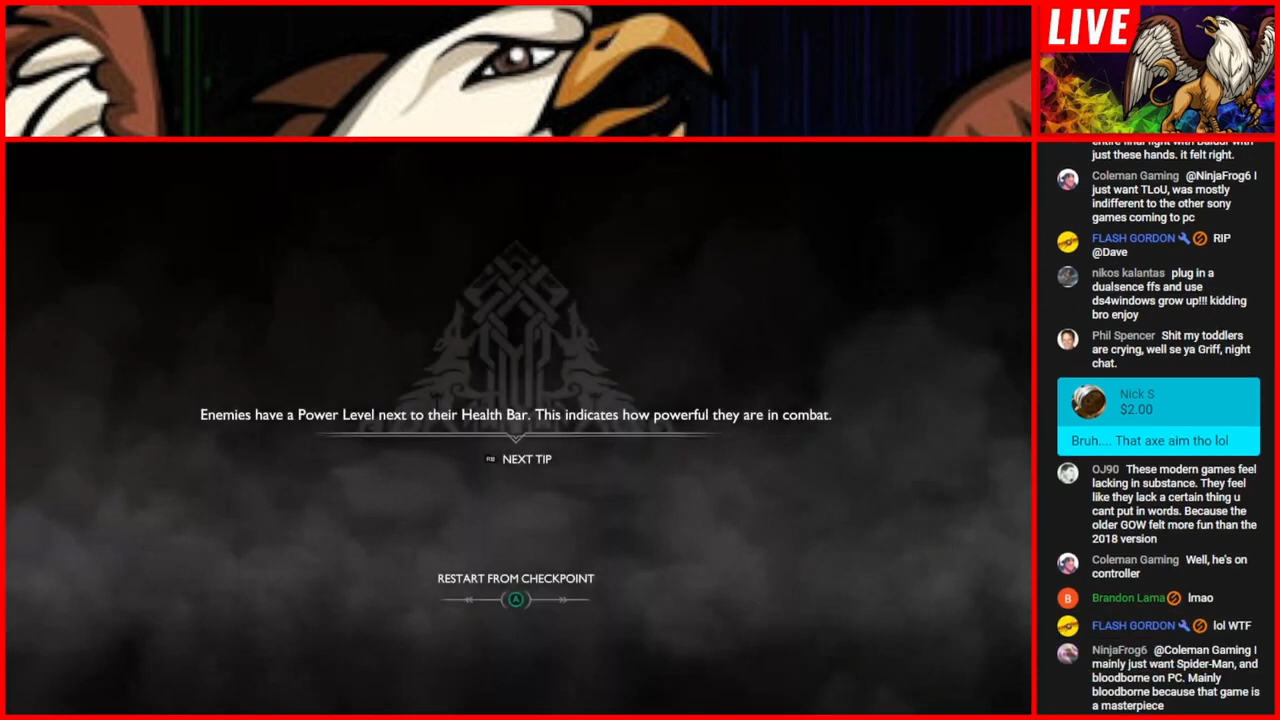 LIVE
just these hands. it felt right.
Coleman Gaming @NinjaFrog6 I
just want TLoU, was mostly
indifferent to the other sony
games coming to pc
FLASH GORDON RIP
@Dave
nikos kalantas plug in a
dualsence ffs and use
ds4windows grow up!!! kidding
bro enjoy
Phil Spencer Shit my toddlers
are crying, well se ya Griff, night
chat.
Nick S
$2.00
Bruh.... That axe aim tho lol
OJ90 These modern games feel
lacking in substance. They feel
like they lack a certain thing u
cant put in words. Because the
older GOW felt more fun than the
2018 version
Coleman Gaming Well, he's on
controller
B Brandon Lama lmao
FLASH GORDON lol WTF
NinjaFrog6 @Coleman Gaming I
mainly just want Spider-Man, and
bloodborne on PC. Mainly
bloodborne because that game is
a masterpiece
Enemies have a Power Level next to their Health Bar. This indicates how powerful they are in combat.
RB NEXT TIP
RESTART FROM CHECKPOINT
A